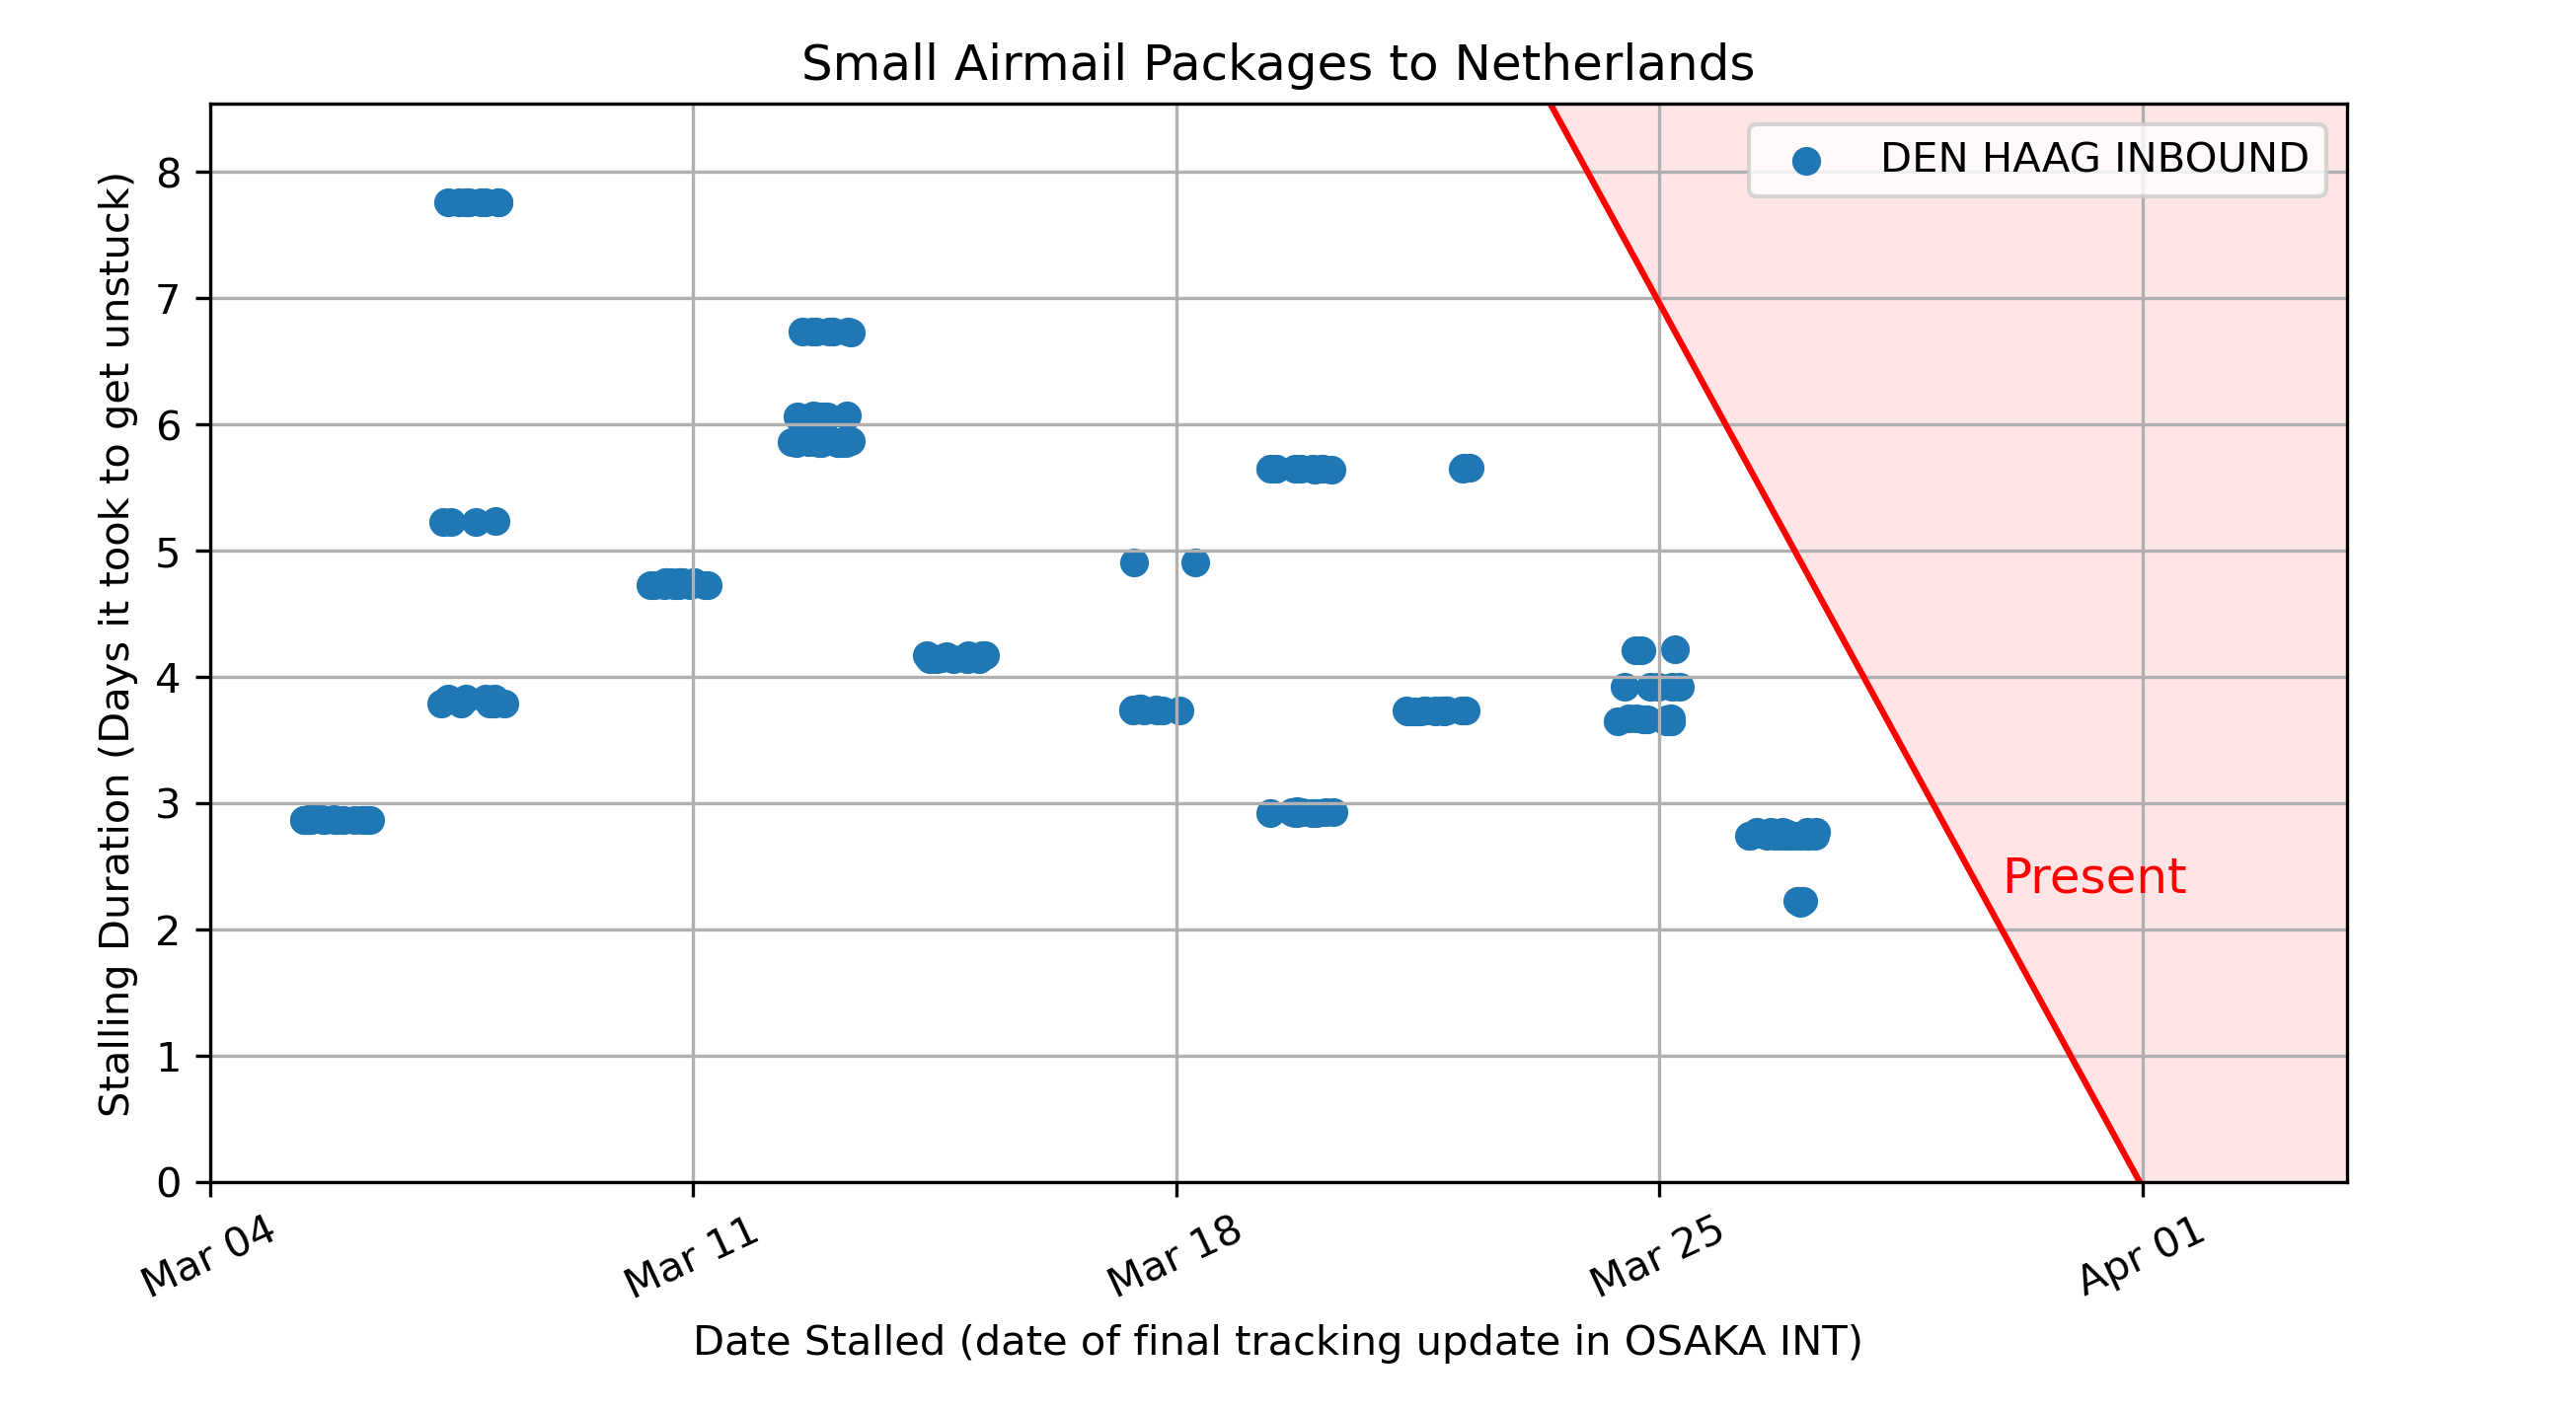 Small Airmail Packages to Netherlands
DEN HAAG INBOUND
Stalling Duration (Days it took to get unstuck)
8
7
6
5
4
3
2
1
0
Present
Mar 04
Mar 11
Mar 18
Mar 25
Apr 01
Date Stalled (date of final tracking update in OSAKA INT)